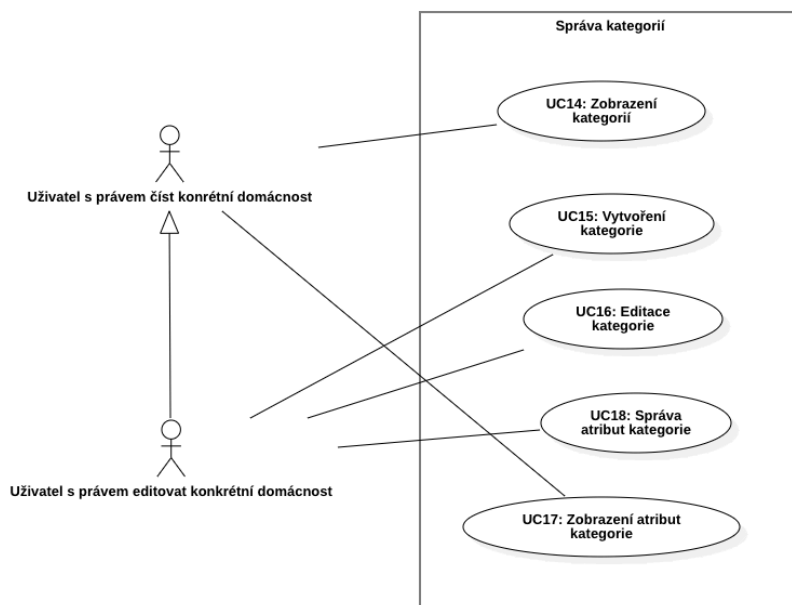 Správa kategorií
UC14: Zobrazení
kategorií
Uživatel s právem číst konrétní domácnost
UC15: Vytvoření
kategorie
UC16: Editace
kategorie
UC18: Správa
atribut kategorie
Uživatel s právem editovat konkrétní domácnost
UC17: Zobrazení atribut
kategorie